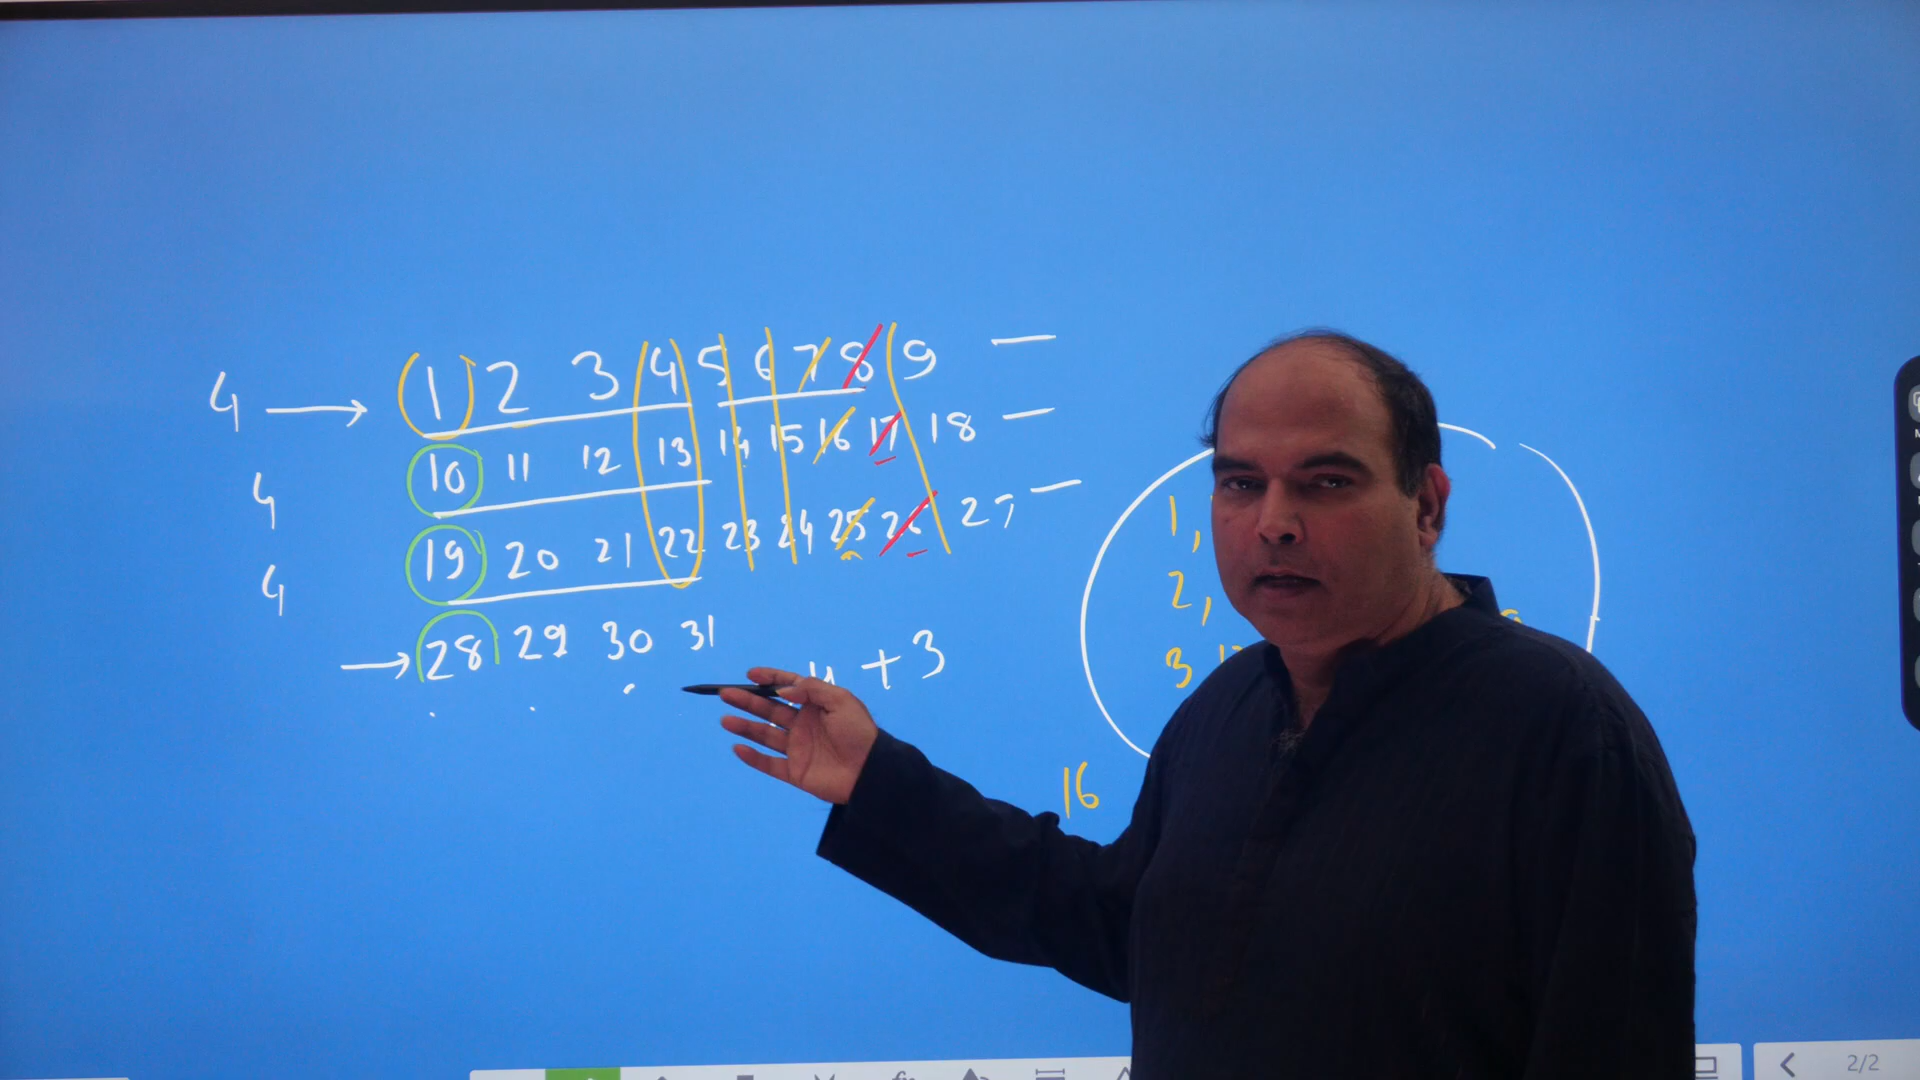 4 → 1 2 3 4 5 6 7 8 9 —
4 10 11 12 13 14 15 16 17 18 —
4 19 20 21 22 23 24 25 26 27 —
→ 28 29 30 31
4 + 3
1,
2,
3
16
2/2